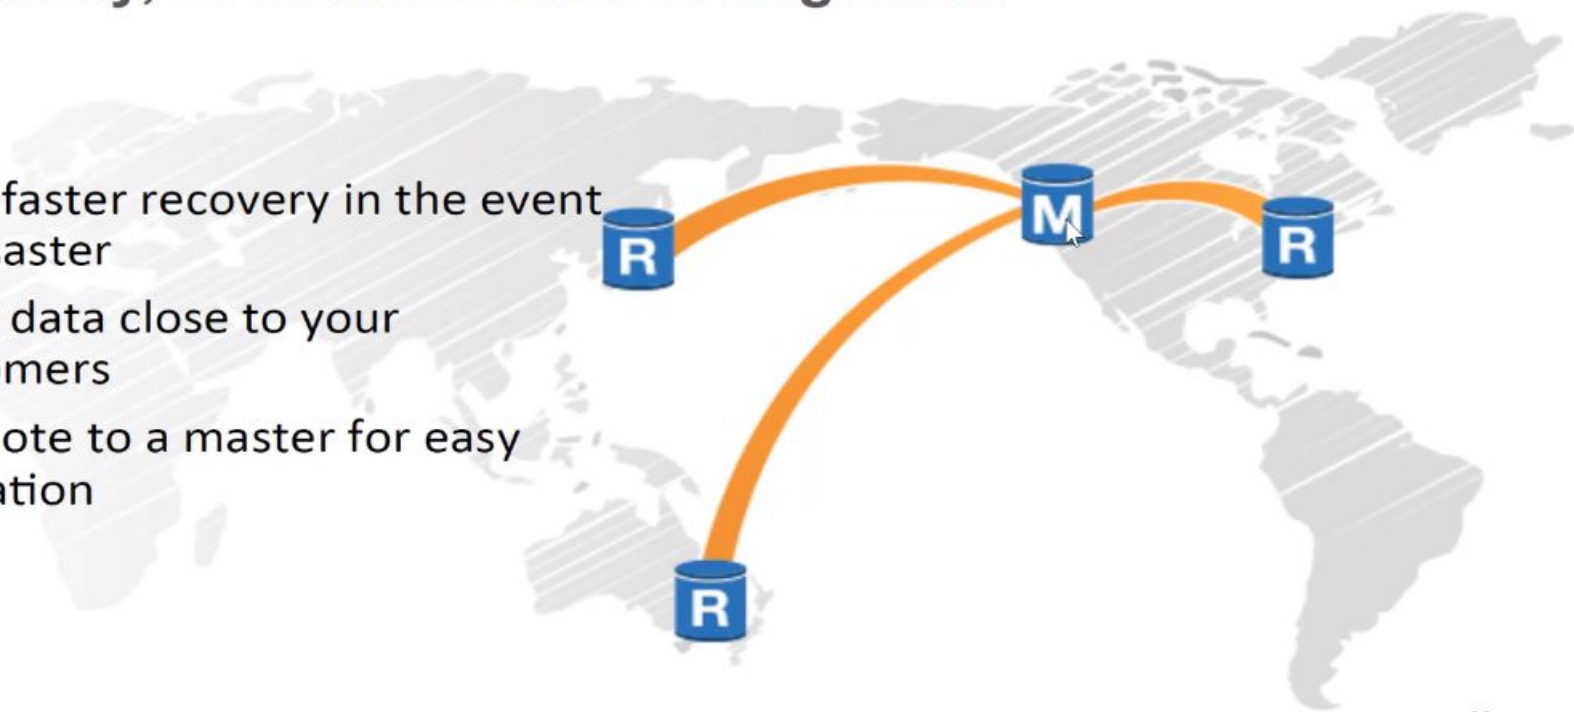 faster recovery in the event
aster
data close to your
mers
ote to a master for easy
ation
R
M
R
R